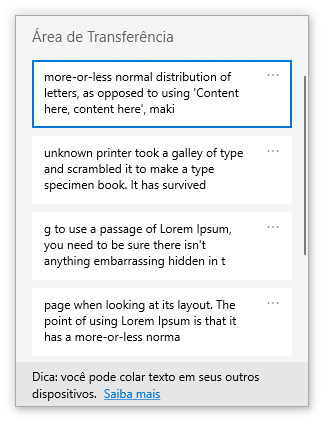 Área de Transferência
more-or-less normal distribution of
letters, as opposed to using 'Content
here, content here', maki
unknown printer took a galley of type
and scrambled it to make a type
specimen book. It has survived
g to use a passage of Lorem Ipsum,
you need to be sure there isn't
anything embarrassing hidden in t
page when looking at its layout. The
point of using Lorem Ipsum is that it
has a more-or-less norma
Dica: você pode colar texto em seus outros
dispositivos. Saiba mais